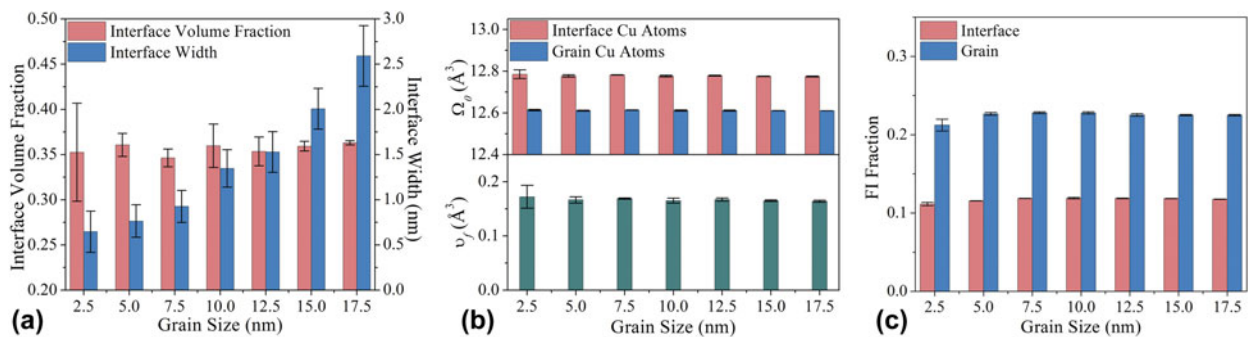 0.50
0.45
0.40
0.35
0.30
0.25
0.20
Interface Volume Fraction
Interface Volume Fraction
Interface Width
3.0
2.5
2.0
1.5
1.0
0.5
0.0
Interface Width (nm)
2.5 5.0 7.5 10.0 12.5 15.0 17.5
Grain Size (nm)
(a)
13.0
12.8
12.6
12.4
Ω₀ (Å³)
Interface Cu Atoms
Grain Cu Atoms
0.2
0.1
0.0
υf (Å³)
2.5 5.0 7.5 10.0 12.5 15.0 17.5
Grain Size (nm)
(b)
0.3
0.2
0.1
0.0
FI Fraction
Interface
Grain
2.5 5.0 7.5 10.0 12.5 15.0 17.5
Grain Size (nm)
(c)